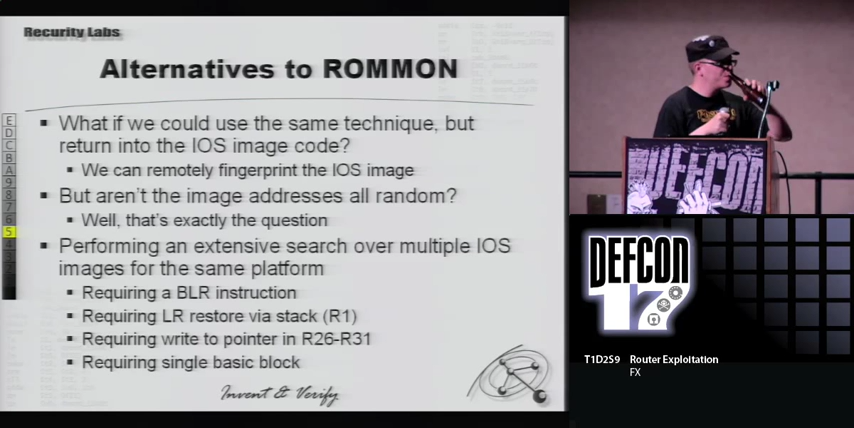 Recurity Labs
Alternatives to ROMMON
▪ What if we could use the same technique, but
return into the IOS image code?
▪ We can remotely fingerprint the IOS image
▪ But aren't the image addresses all random?
▪ Well, that's exactly the question
▪ Performing an extensive search over multiple IOS
images for the same platform
▪ Requiring a BLR instruction
▪ Requiring LR restore via stack (R1)
▪ Requiring write to pointer in R26-R31
▪ Requiring single basic block
Invent & Verify
E
D
C
B
A
9
8
7
6
5
4
DEFCON
DEFCON
17
T1D2S9 Router Exploitation
FX